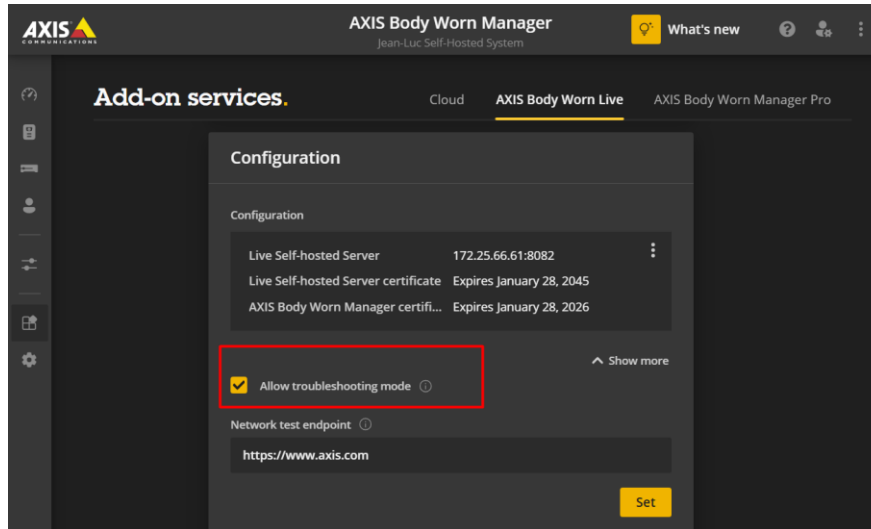 AXIS
COMMUNICATIONS
AXIS Body Worn Manager
Jean-Luc Self-Hosted System
What's new
Add-on services.
Cloud
AXIS Body Worn Live
AXIS Body Worn Manager Pro
Configuration
Configuration
Live Self-hosted Server 172.25.66.61:8082
Live Self-hosted Server certificate Expires January 28, 2045
AXIS Body Worn Manager certifi... Expires January 28, 2026
Show more
Allow troubleshooting mode
Network test endpoint
https://www.axis.com
Set